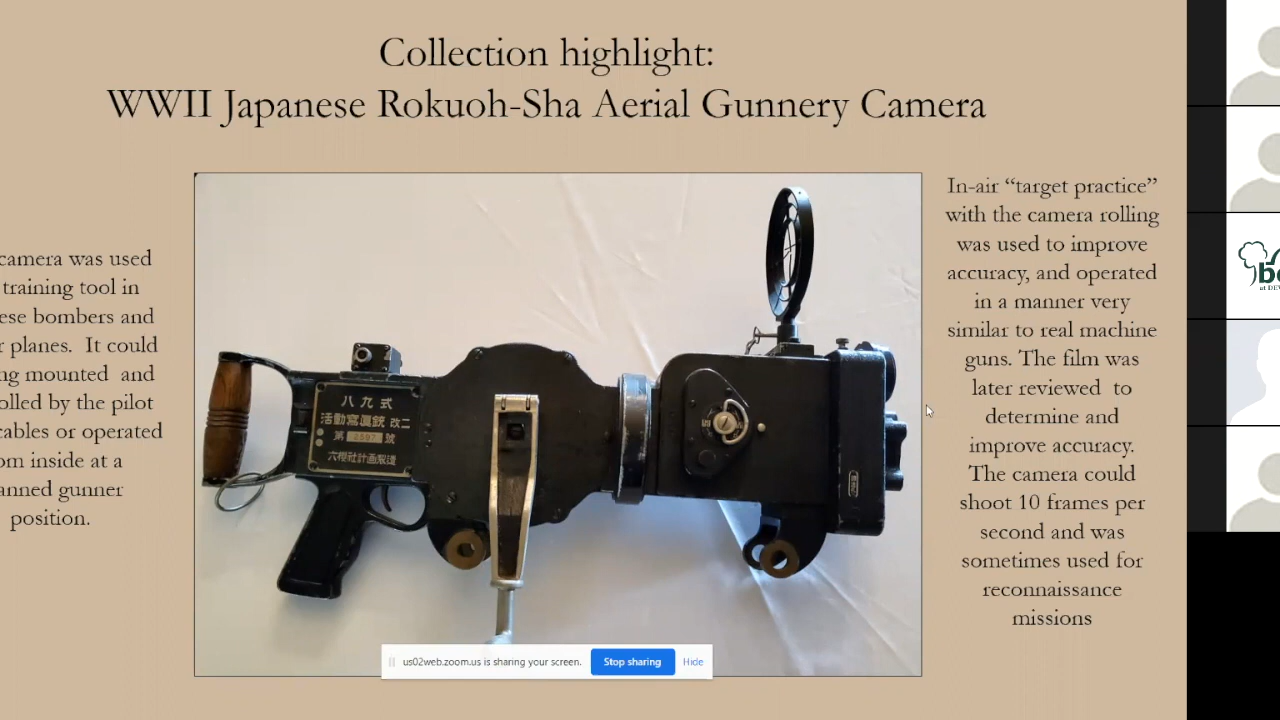 Collection highlight:
WWII Japanese Rokuoh-Sha Aerial Gunnery Camera
camera was used
training tool in
ese bombers and
r planes. It could
ng mounted and
olled by the pilot
cables or operated
om inside at a
anned gunner
position.
八九式
活動寫眞銃 改二
第 號
六櫻社計画製造
In-air “target practice”
with the camera rolling
was used to improve
accuracy, and operated
in a manner very
similar to real machine
guns. The film was
later reviewed to
determine and
improve accuracy.
The camera could
shoot 10 frames per
second and was
sometimes used for
reconnaissance
missions
us02web.zoom.us is sharing your screen.
Stop sharing
Hide